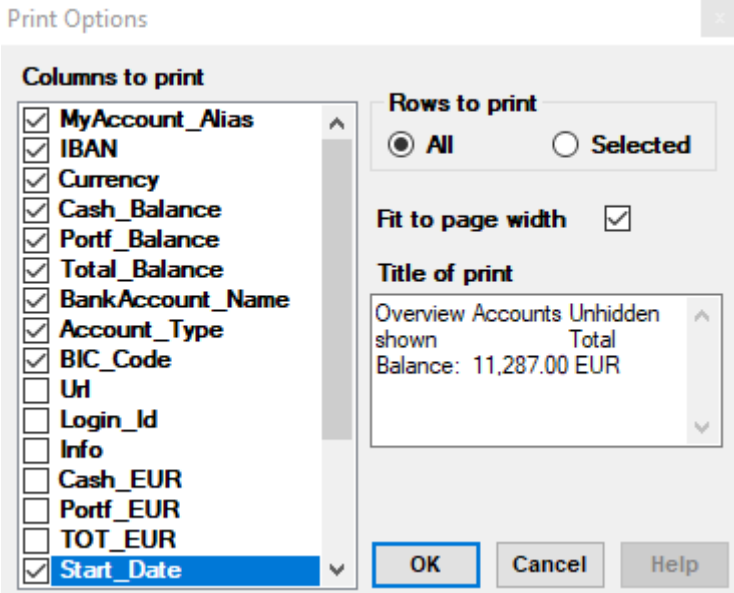 Print Options
Columns to print
MyAccount_Alias
IBAN
Currency
Cash_Balance
Portf_Balance
Total_Balance
BankAccount_Name
Account_Type
BIC_Code
Url
Login_Id
Info
Cash_EUR
Portf_EUR
TOT_EUR
Start_Date
Rows to print
All Selected
Fit to page width
Title of print
Overview Accounts Unhidden
shown Total
Balance: 11,287.00 EUR
OK Cancel Help